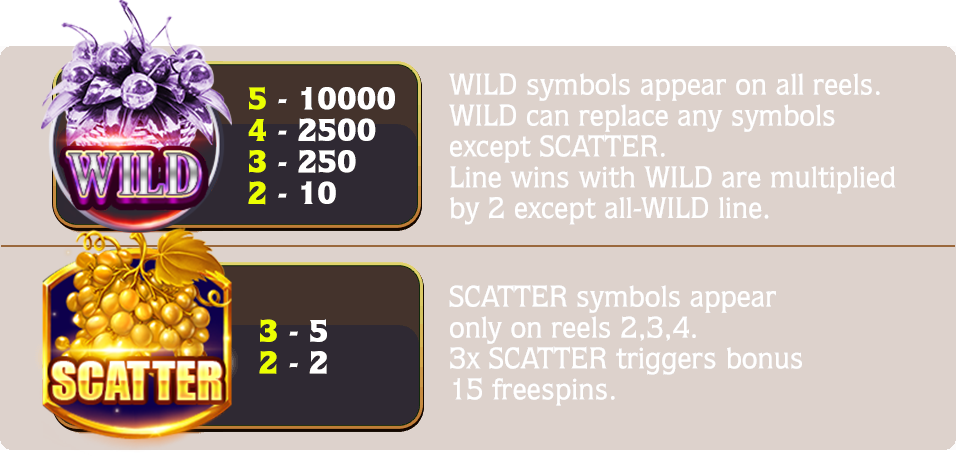 WILD
5 - 10000
4 - 2500
3 - 250
2 - 10
WILD symbols appear on all reels.
WILD can replace any symbols
except SCATTER.
Line wins with WILD are multiplied
by 2 except all-WILD line.
SCATTER
3 - 5
2 - 2
SCATTER symbols appear
only on reels 2,3,4.
3x SCATTER triggers bonus
15 freespins.